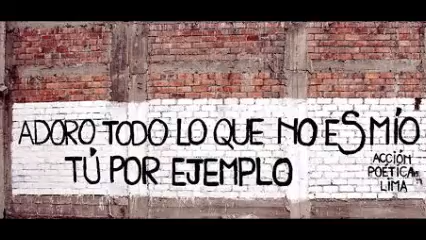 ADORO TODO LO QUE NO ES MÍO
TÚ POR EJEMPLO
ACCIÓN
POÉTICA
LIMA